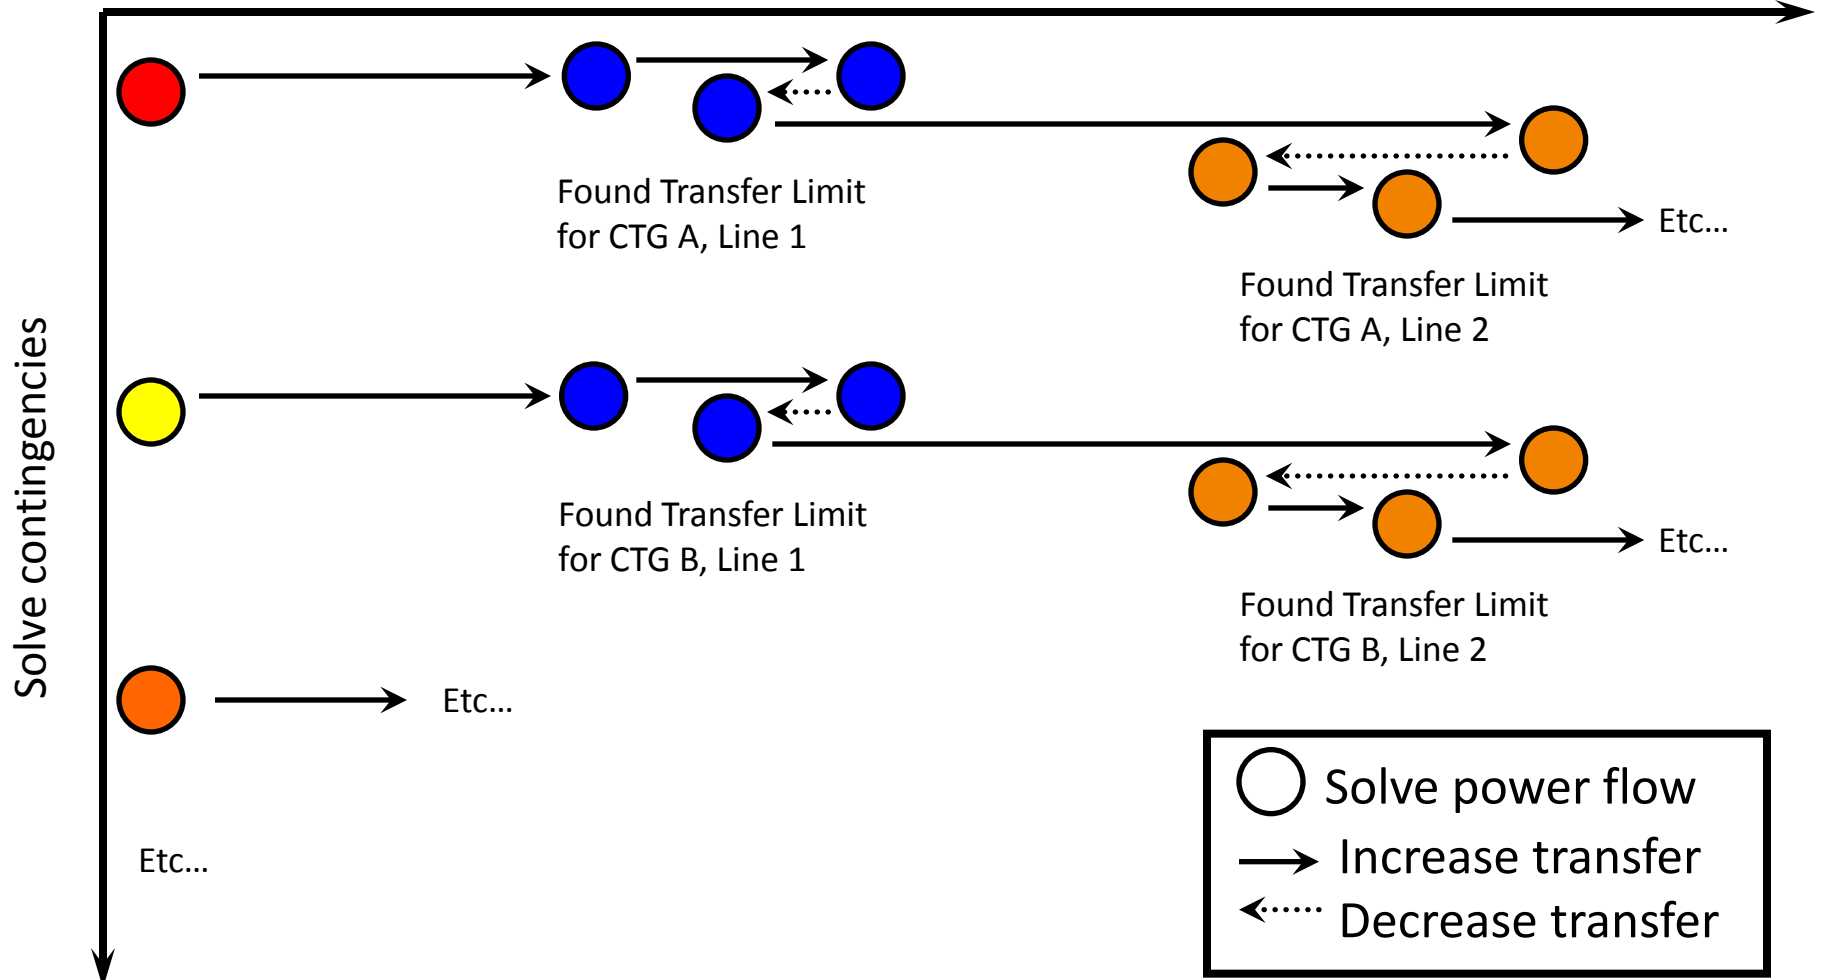 Found Transfer Limit
for CTG A, Line 1
Etc...
Found Transfer Limit
for CTG A, Line 2
Solve contingencies
Found Transfer Limit
for CTG B, Line 1
Etc...
Found Transfer Limit
for CTG B, Line 2
Etc...
Etc...
Solve power flow
Increase transfer
Decrease transfer